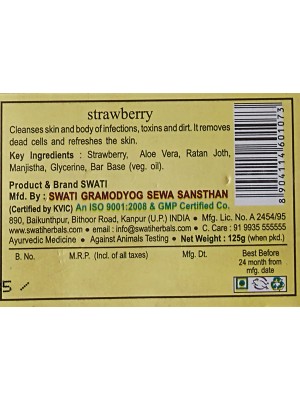 strawberry
Cleanses skin and body of infections, toxins and dirt. It removes
dead cells and refreshes the skin.
Key Ingredients : Strawberry, Aloe Vera, Ratan Joth,
Manjistha, Glycerine, Bar Base (veg. oil).
Product & Brand SWATI
Mfd. By : SWATI GRAMODYOG SEWA SANSTHAN
(Certified by KVIC) An ISO 9001:2008 & GMP Certified Co.
89, Baikunthpur, Bithoor Road, Kanpur (U.P.) INDIA • Mfg. Lic. No. A 2454/95
• www.swatiherbals.com • email : info@swatiherbals.com • C. Care : 91 9935 555555
Ayurvedic Medicine • Against Animals Testing • Net Weight : 125g (when pkd.)
B. No. M.R.P. (Incl. of all taxes) Mfg. Dt. Best Before
24 month from
mfg. date
5
8904114601073